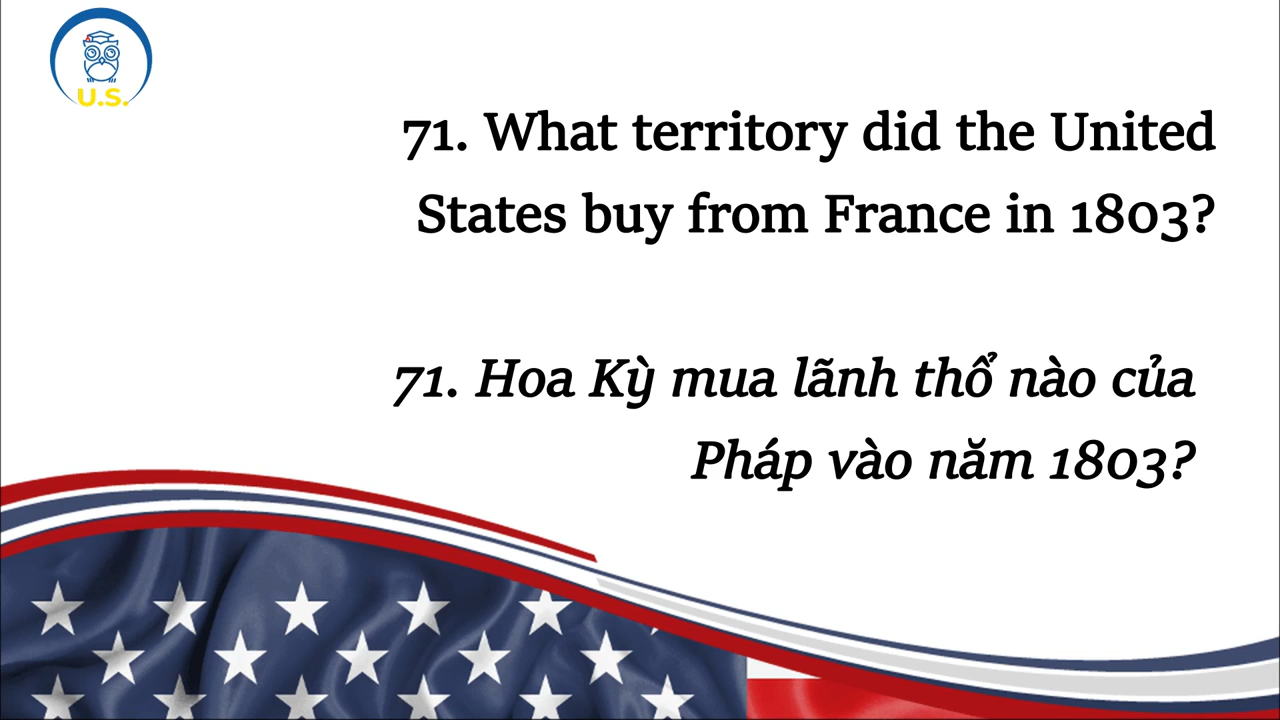 U.S.
71. What territory did the United
States buy from France in 1803?
71. Hoa Kỳ mua lãnh thổ nào của
Pháp vào năm 1803?